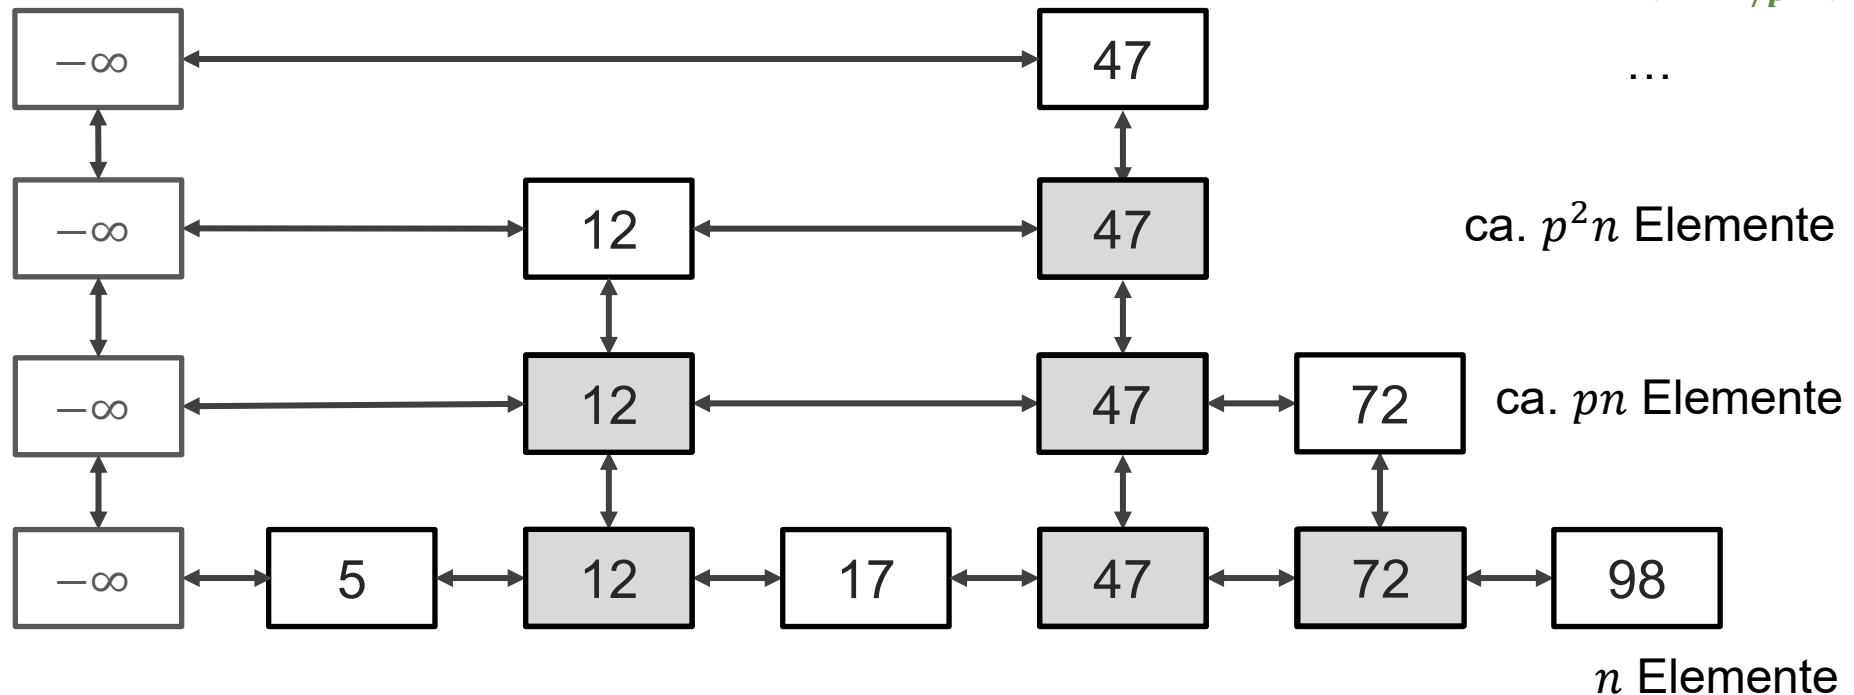 −∞ 47 …
−∞ 12 47 ca. p²n Elemente
−∞ 12 47 72 ca. pn Elemente
−∞ 5 12 17 47 72 98
n Elemente